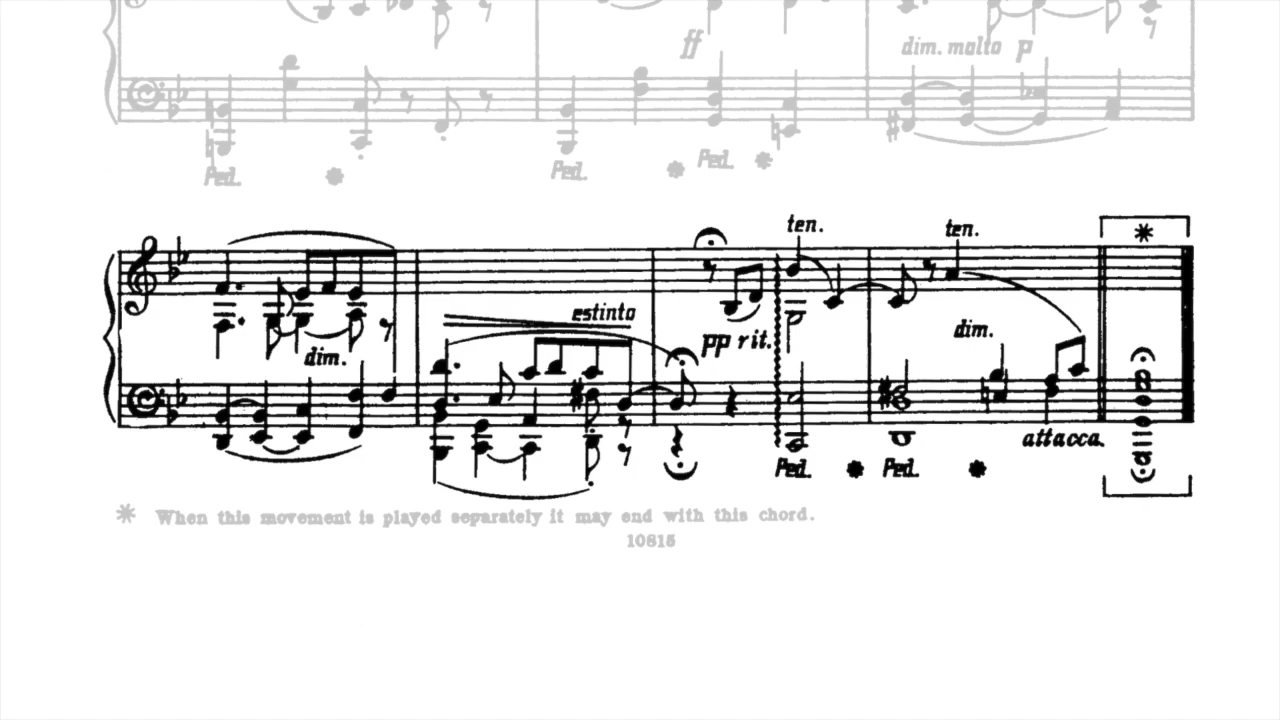 ff
dim. molto p
Ped. Ped. Ped.
ten. ten.
estinto
pp rit. dim.
dim.
attacca.
Ped. Ped.
When this movement is played separately it may end with this chord.
10815